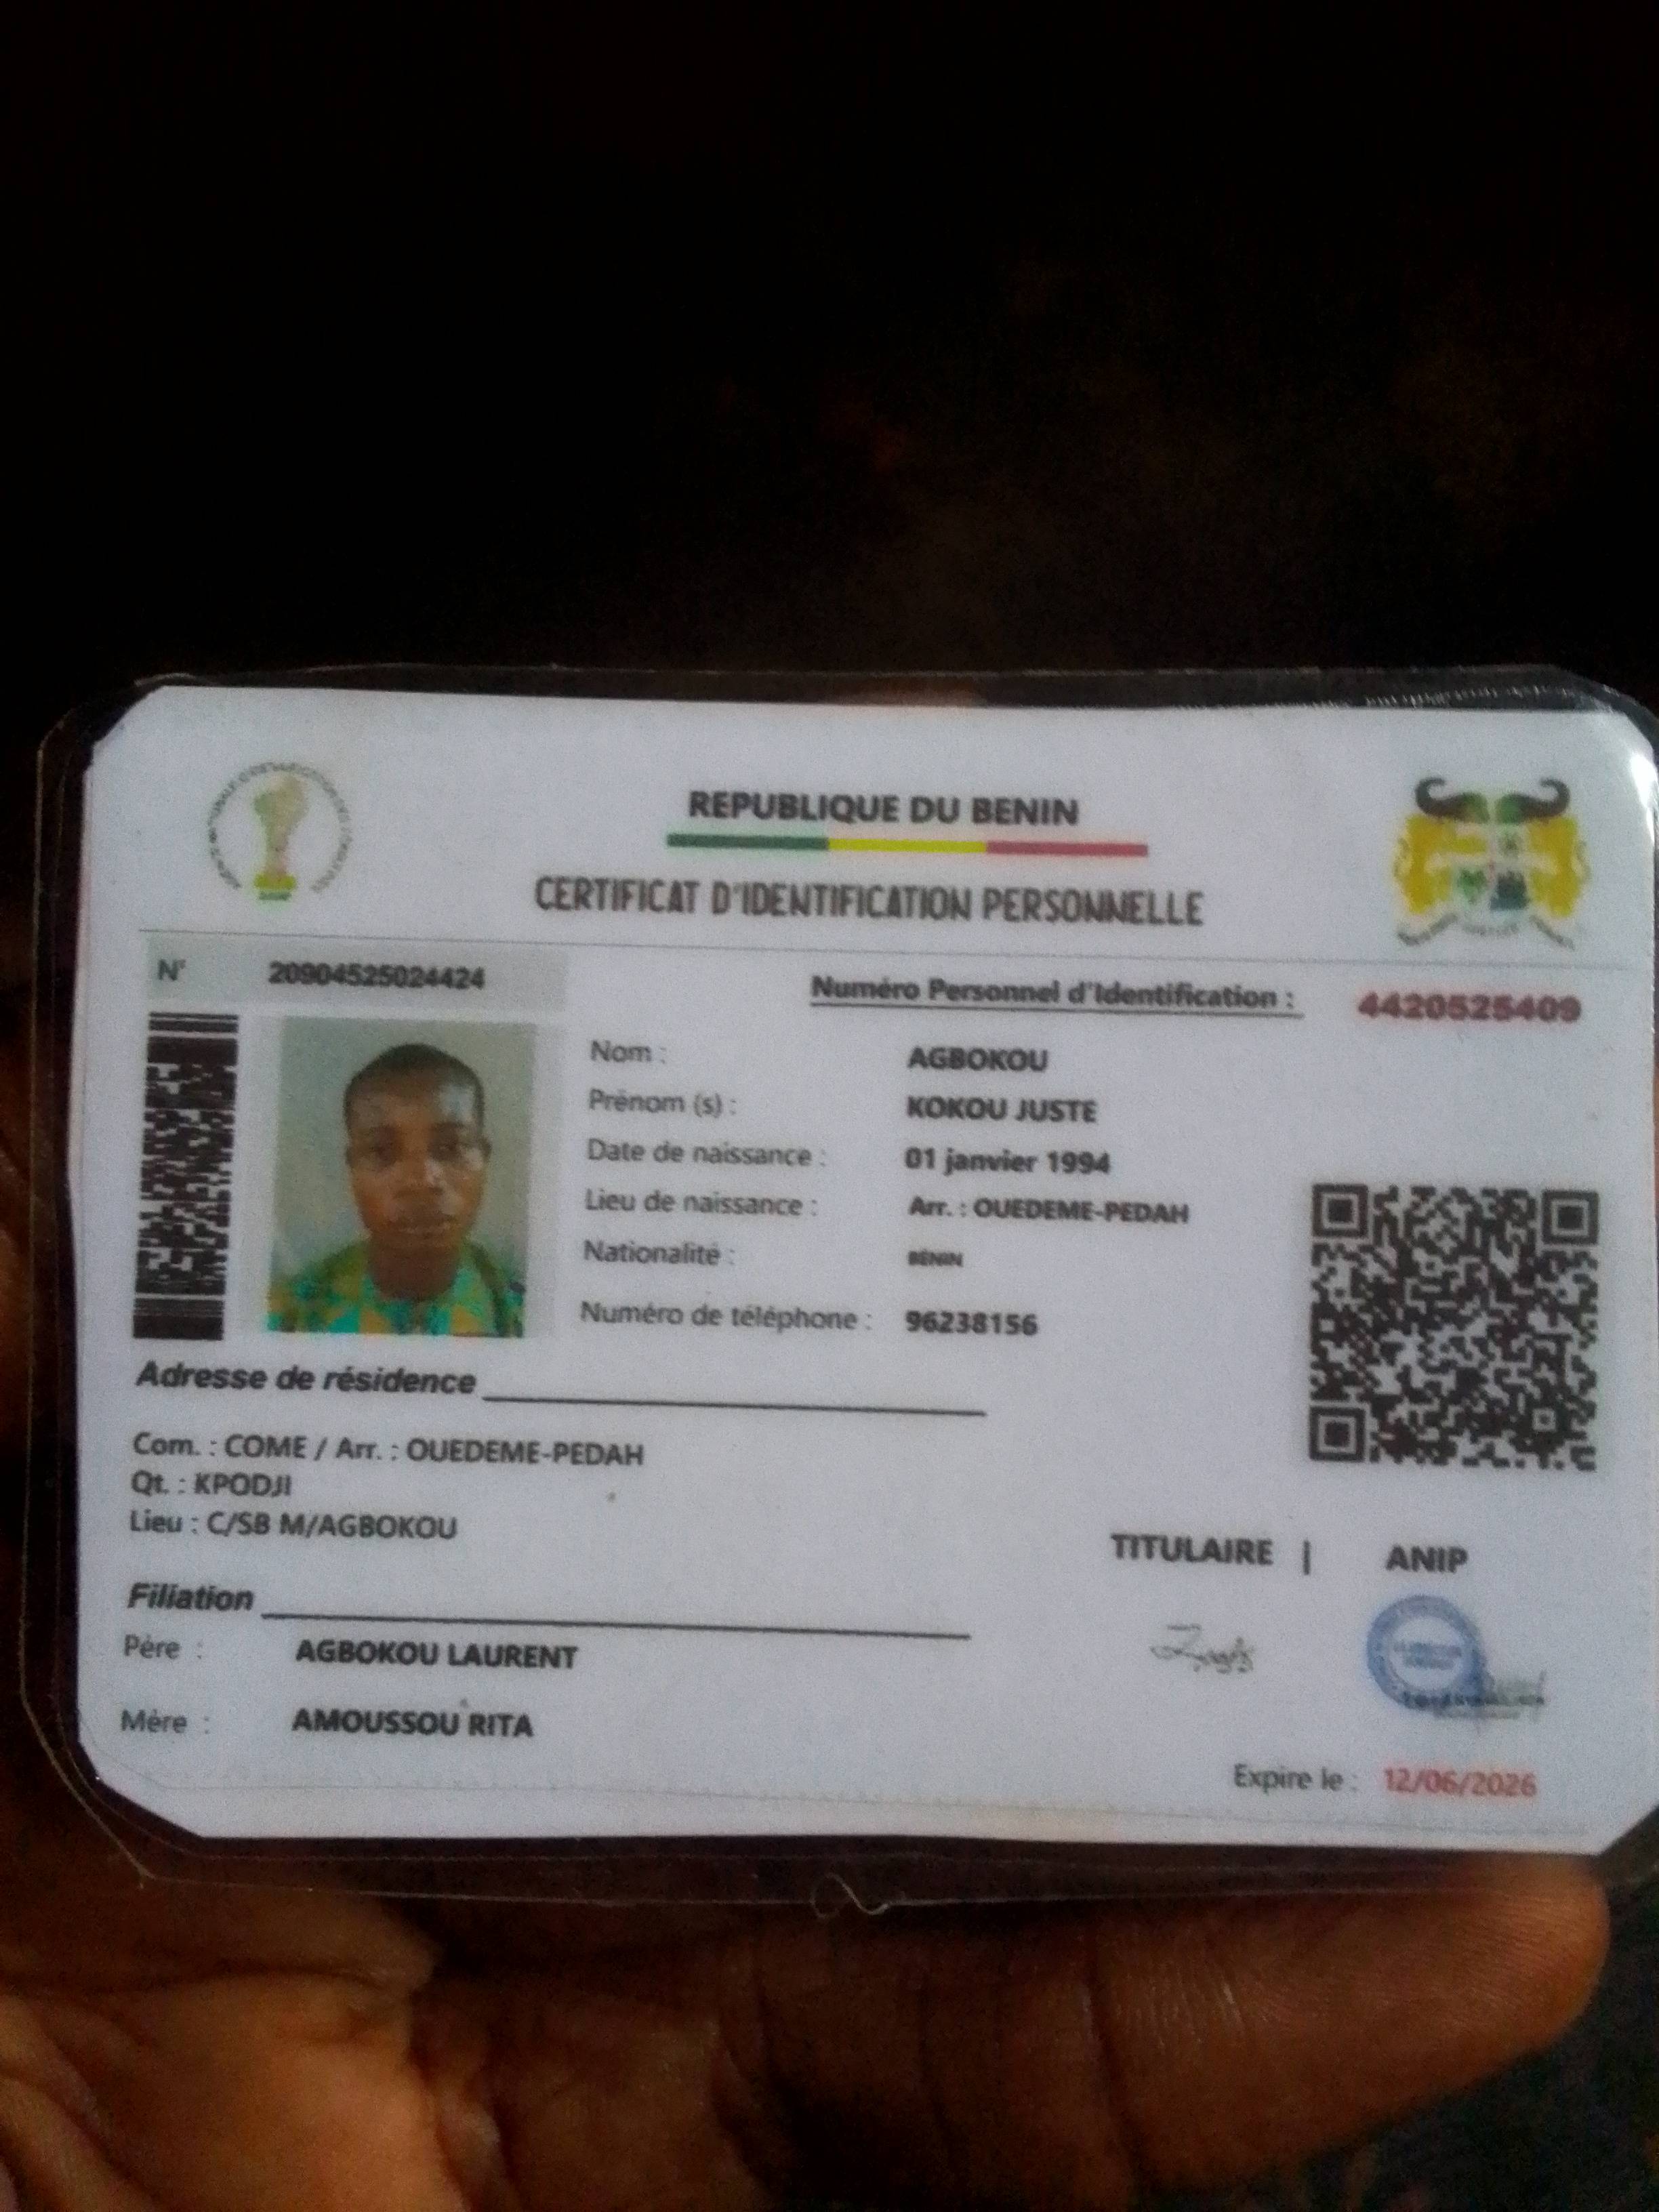 REPUBLIQUE DU BENIN
CERTIFICAT D'IDENTIFICATION PERSONNELLE
N° 20904525024424
Numéro Personnel d'Identification : 4420525409
Nom : AGBOKOU
Prénom (s) : KOKOU JUSTE
Date de naissance : 01 janvier 1994
Lieu de naissance : Arr. : OUEDEME-PEDAH
Nationalité : BENIN
Numéro de téléphone : 96238156
Adresse de résidence
Com. : COME / Arr. : OUEDEME-PEDAH
Qt. : KPODJI
Lieu : C/SB M/AGBOKOU
TITULAIRE | ANIP
Filiation
Père : AGBOKOU LAURENT
Mère : AMOUSSOU RITA
Expire le : 12/06/2026